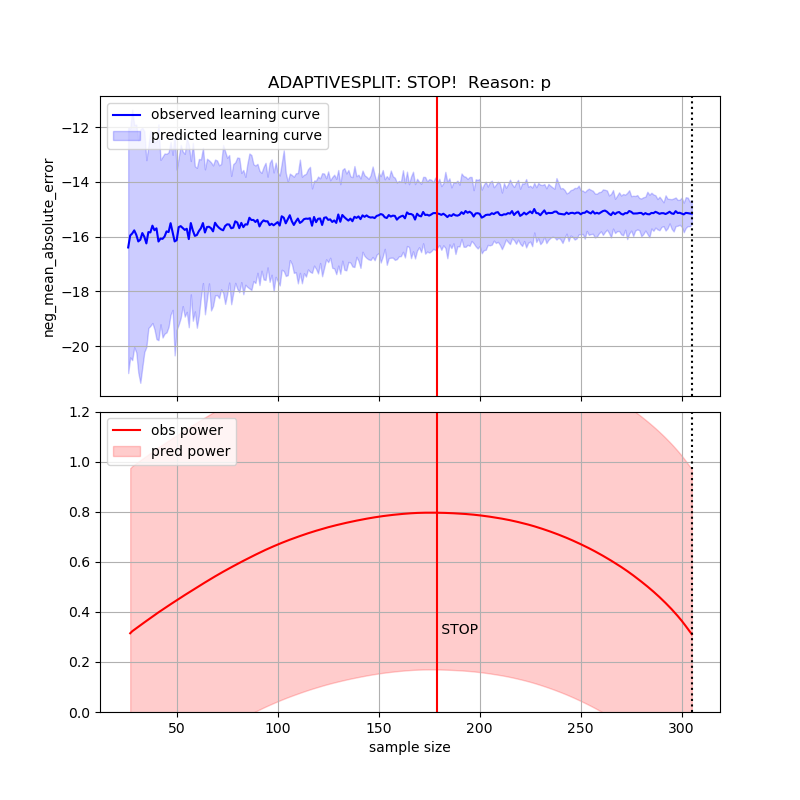 ADAPTIVESPLIT: STOP!  Reason: p
observed learning curve
predicted learning curve
neg_mean_absolute_error
−12
−14
−16
−18
−20
obs power
pred power
1.2
1.0
0.8
0.6
0.4
0.2
0.0
STOP
50
100
150
200
250
300
sample size